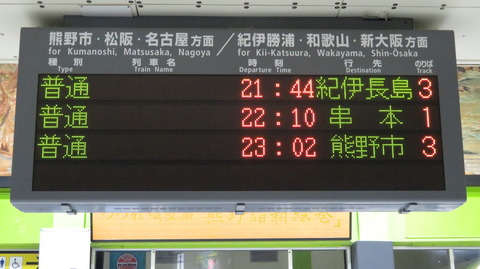 熊野市・松阪・名古屋方面／紀伊勝浦・和歌山・新大阪方面
for Kumanoshi, Matsusaka, Nagoya for Kii-Katsuura, Wakayama, Shin-Osaka
種別 列車名 時刻 行先 のりば
Type Train Name Departure Time Destination Track
普通 21:44 紀伊長島 3
普通 22:10 串本 1
普通 23:02 熊野市 3